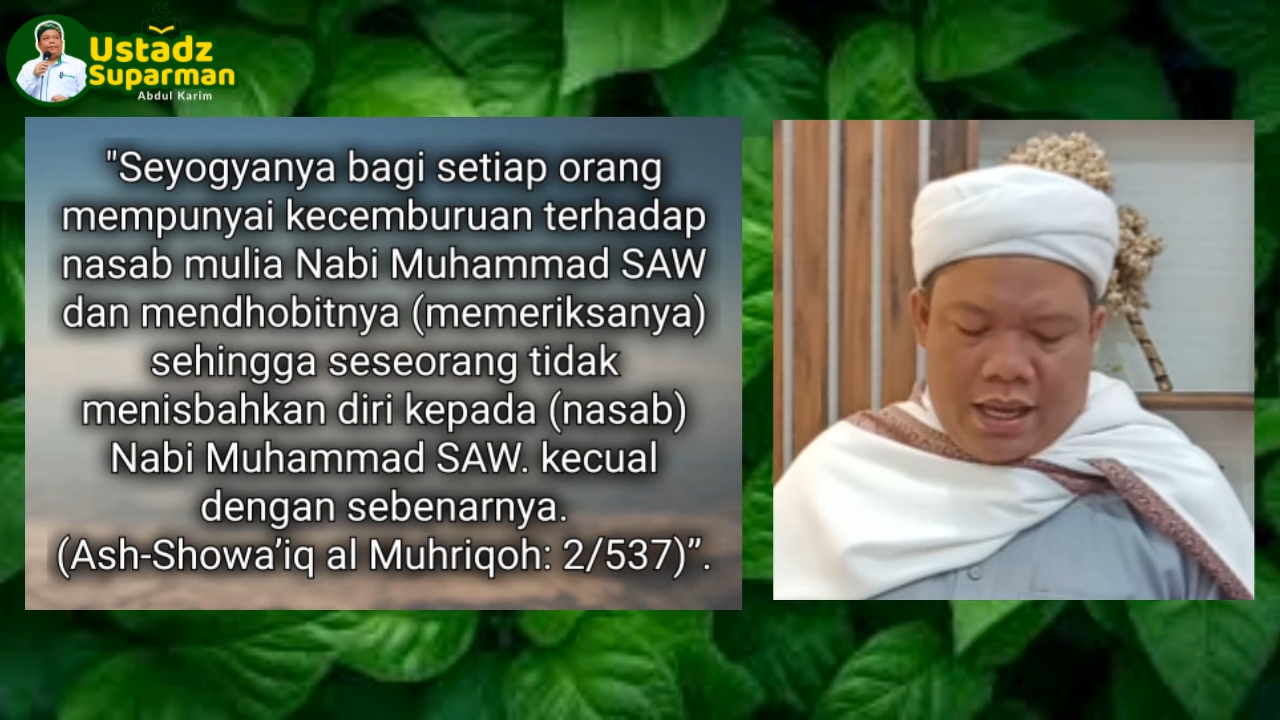 Ustadz
Suparman
Abdul Karim
"Seyogyanya bagi setiap orang
mempunyai kecemburuan terhadap
nasab mulia Nabi Muhammad SAW
dan mendhobitnya (memeriksanya)
sehingga seseorang tidak
menisbahkan diri kepada (nasab)
Nabi Muhammad SAW. kecual
dengan sebenarnya.
(Ash-Showa’iq al Muhriqoh: 2/537)”.